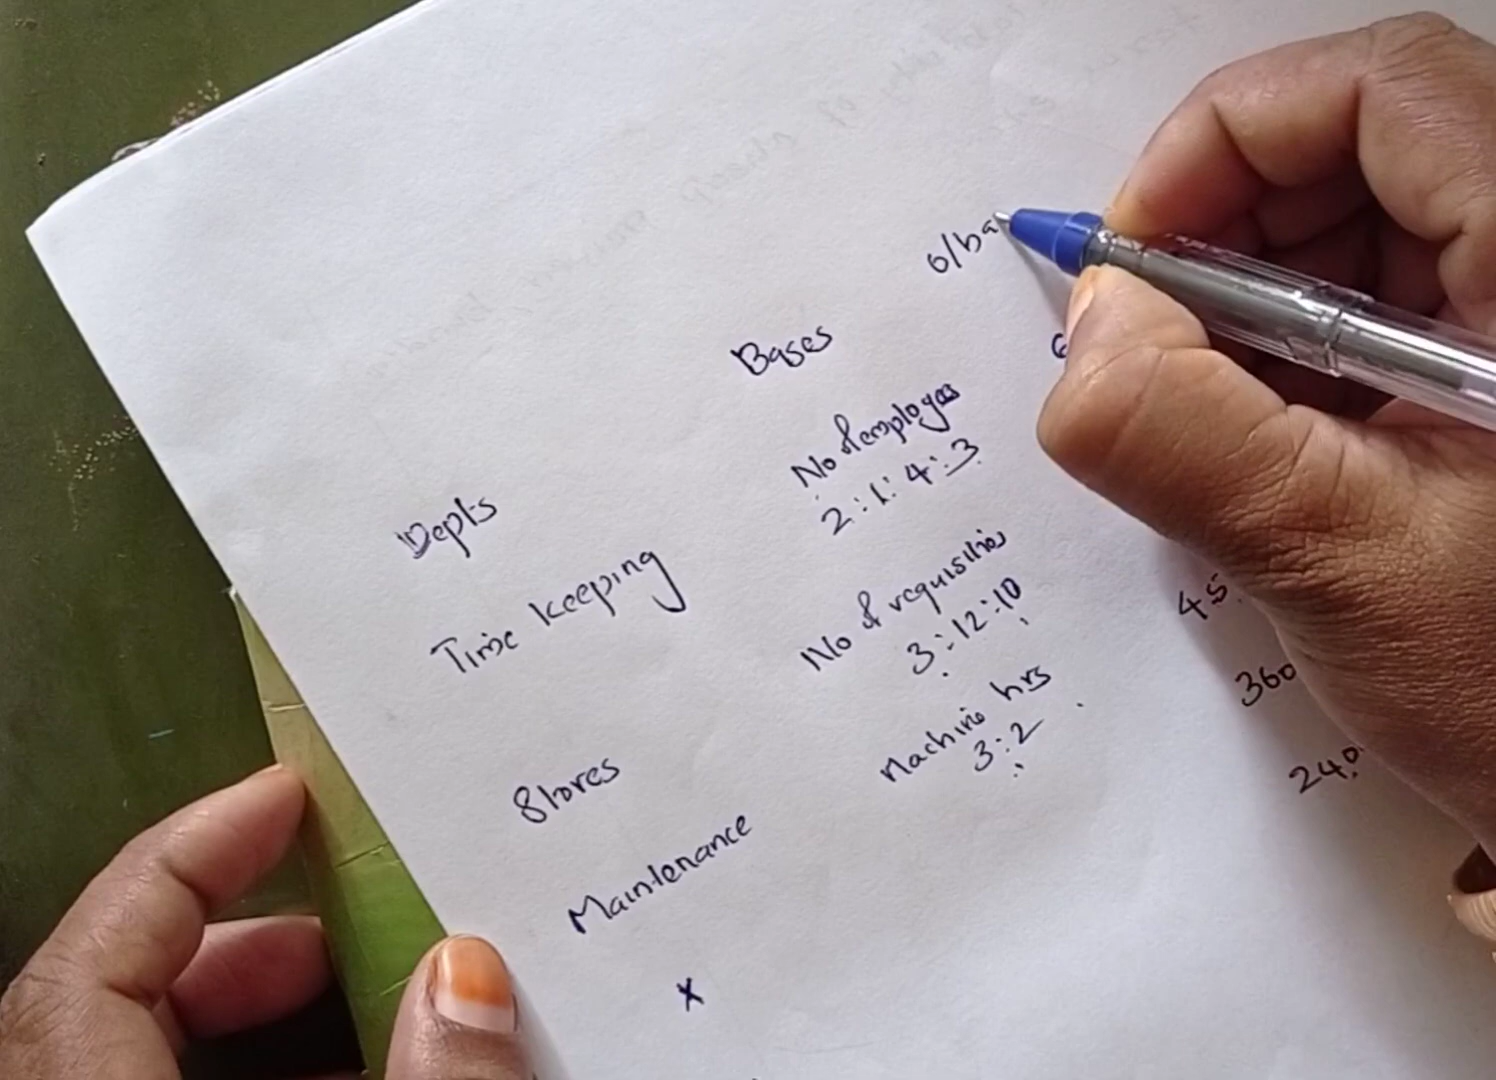 o/ba
Depts Bases
Time keeping No of employees
2:1:4:3
Stores No of requisitios
3:12:10
45
Maintenance Machine hrs
3:2
360
240
X